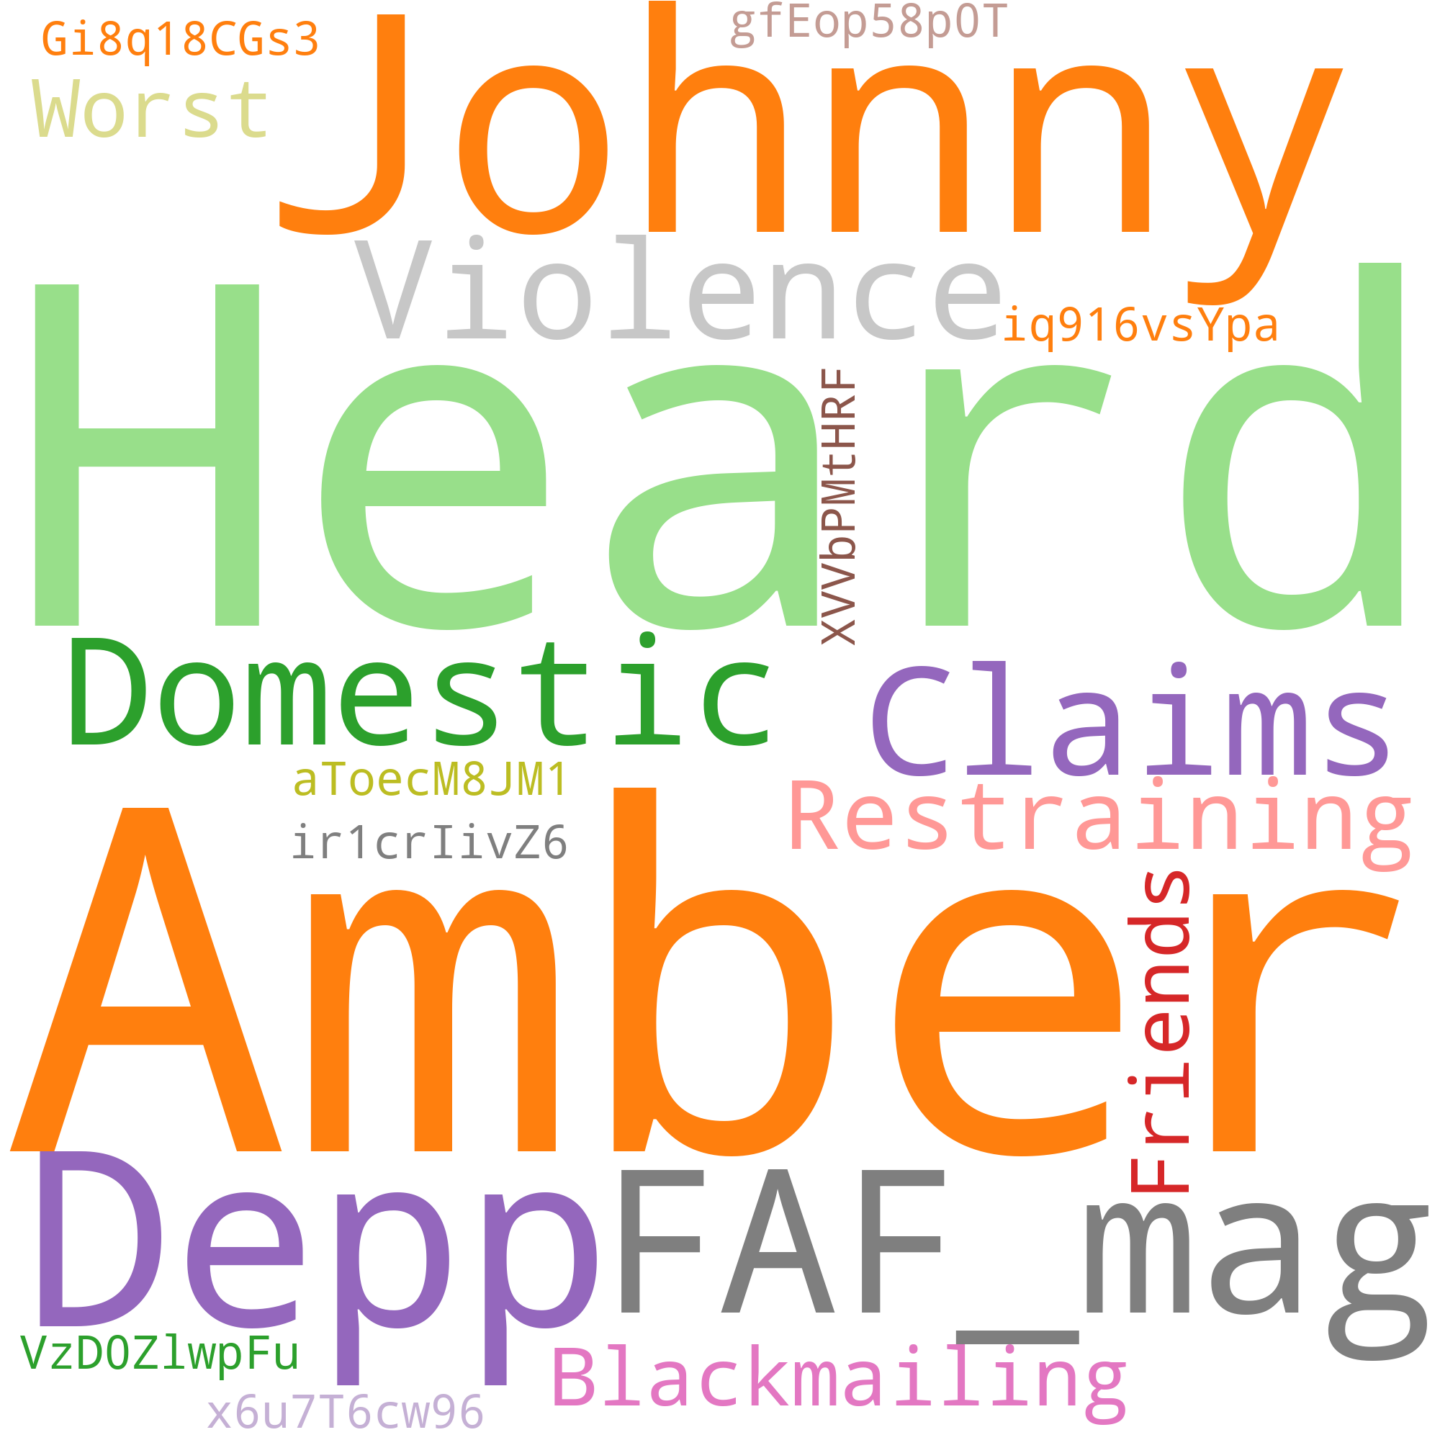 Gi8q18CGs3
gfEop58p0T
Worst
Johnny
Violence
iq916vsYpa
Heard
XVVbPMtHRF
Domestic
Claims
aToecM8JM1
Restraining
ir1crIivZ6
Amber
Friends
Depp
FAF_mag
VzD0ZlwpFu
Blackmailing
x6u7T6cw96